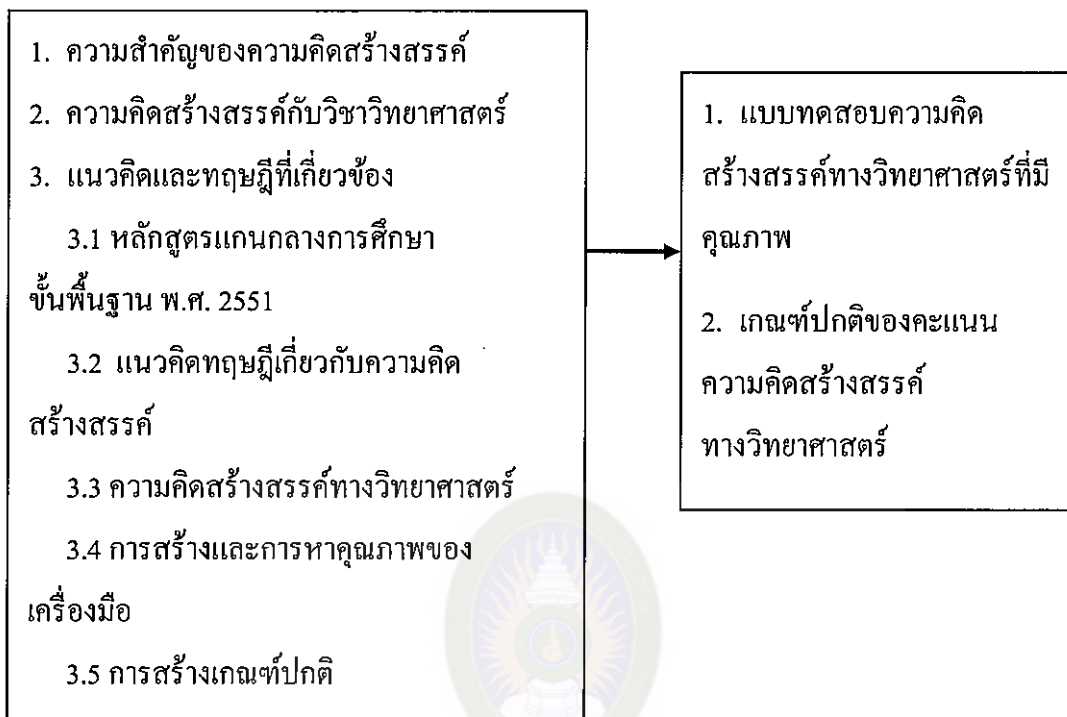 1. ความสำคัญของความคิดสร้างสรรค์
2. ความคิดสร้างสรรค์กับวิชาวิทยาศาสตร์
3. แนวคิดและทฤษฎีที่เกี่ยวข้อง
3.1 หลักสูตรแกนกลางการศึกษา
ขั้นพื้นฐาน พ.ศ. 2551
3.2 แนวคิดทฤษฎีเกี่ยวกับความคิด
สร้างสรรค์
3.3 ความคิดสร้างสรรค์ทางวิทยาศาสตร์
3.4 การสร้างและการหาคุณภาพของ
เครื่องมือ
3.5 การสร้างเกณฑ์ปกติ
1. แบบทดสอบความคิด
สร้างสรรค์ทางวิทยาศาสตร์ที่มี
คุณภาพ
2. เกณฑ์ปกติของคะแนน
ความคิดสร้างสรรค์
ทางวิทยาศาสตร์